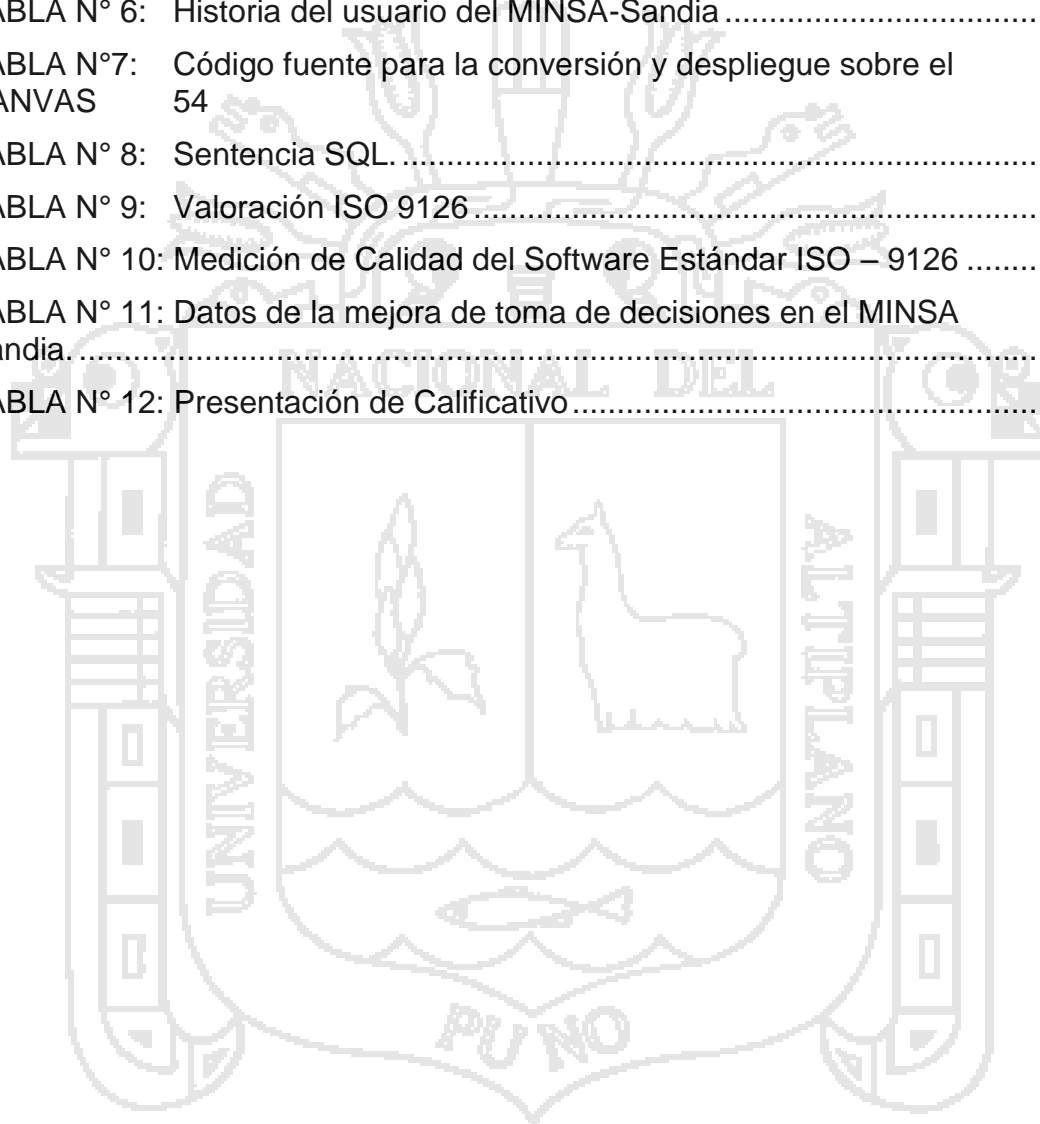 ABLA N° 6: Historia del usuario del MINSA-Sandia ...................................
ABLA N°7: Código fuente para la conversión y despliegue sobre el
ANVAS 54
ABLA N° 8: Sentencia SQL. .......................................................................
ABLA N° 9: Valoración ISO 9126...............................................................
ABLA N° 10: Medición de Calidad del Software Estándar ISO – 9126 ........
ABLA N° 11: Datos de la mejora de toma de decisiones en el MINSA
andia. ...........................................................................................................
NACIONAL DEL
ABLA N° 12: Presentación de Calificativo....................................................
UNIVERSIDAD
ALTIPLANO
PUNO